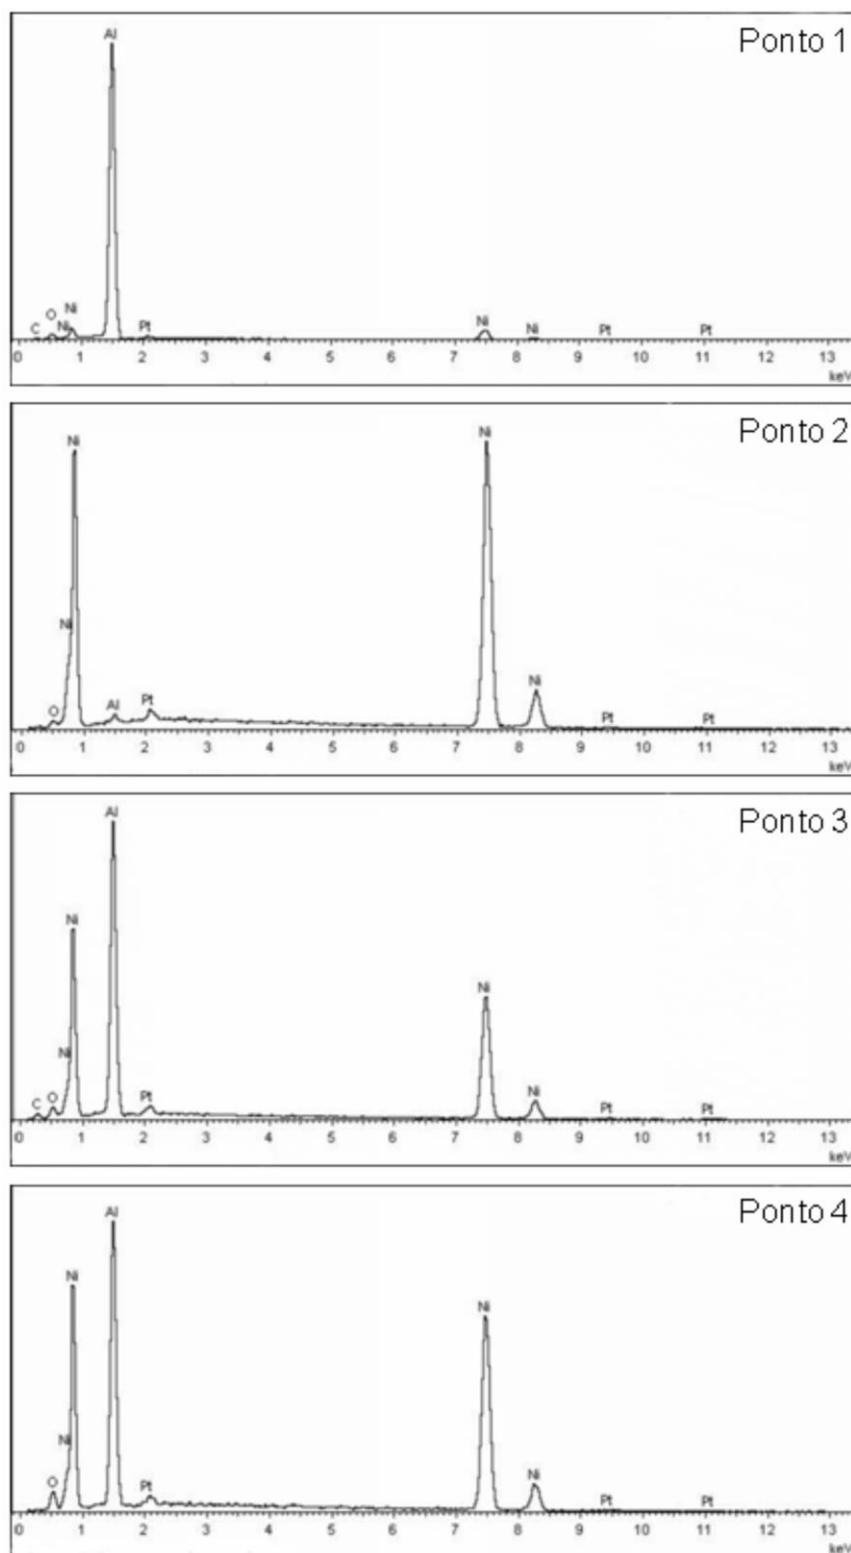 Al
Ponto 1
O Ni
C Ni Pt Ni Ni Pt Pt
0 1 2 3 4 5 6 7 8 9 10 11 12 13
keV
Ni Ni
Ponto 2
Ni
Ni
O Al Pt Pt Pt
0 1 2 3 4 5 6 7 8 9 10 11 12 13
keV
Al
Ponto 3
Ni
Ni
Ni
Ni
C O Pt Pt Pt
0 1 2 3 4 5 6 7 8 9 10 11 12 13
keV
Al
Ponto 4
Ni
Ni
Ni
Ni
O Pt Pt Pt
0 1 2 3 4 5 6 7 8 9 10 11 12 13
keV